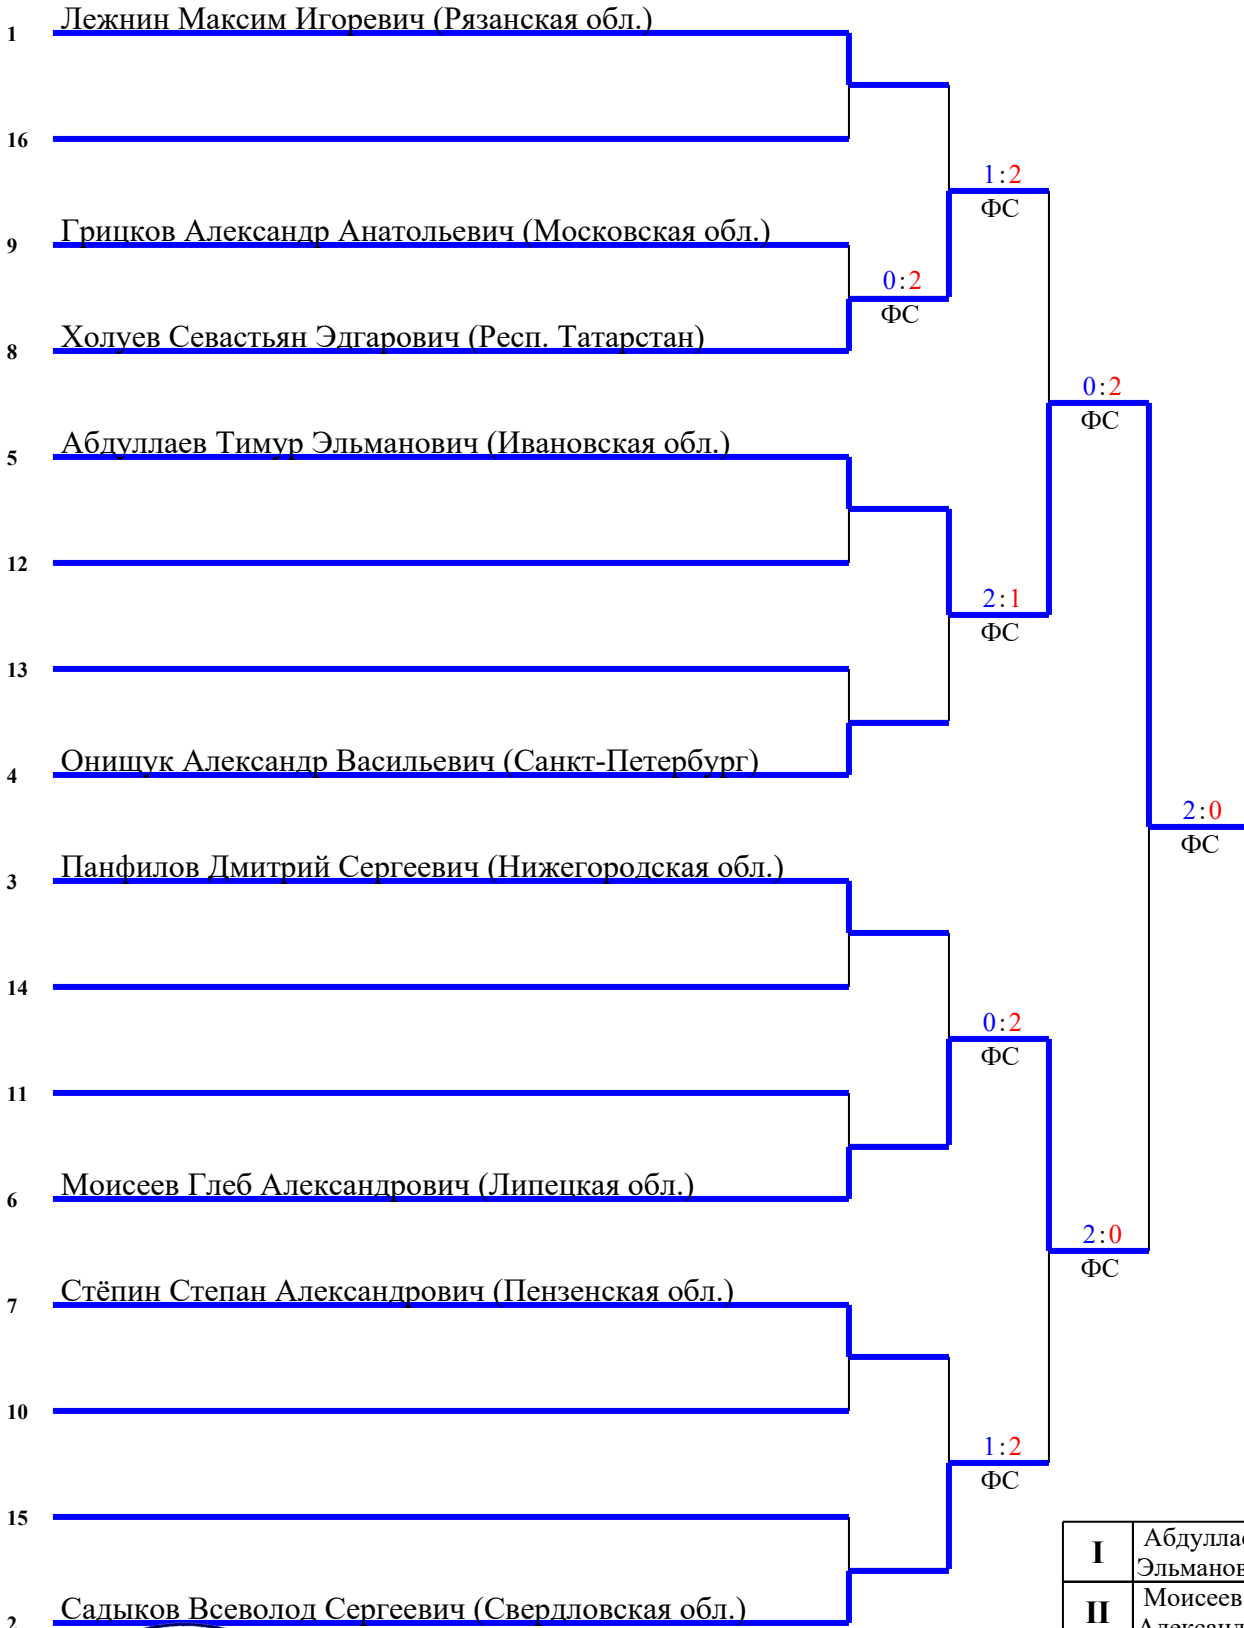 1 Лежнин Максим Игоревич (Рязанская обл.)
16
1:2
ФС
9 Грицков Александр Анатольевич (Московская обл.)
0:2
ФС
8 Холуев Севастьян Эдгарович (Респ. Татарстан)
0:2
ФС
5 Абдуллаев Тимур Эльманович (Ивановская обл.)
12
2:1
ФС
13
4 Онищук Александр Васильевич (Санкт-Петербург)
2:0
ФС
3 Панфилов Дмитрий Сергеевич (Нижегородская обл.)
14
0:2
ФС
11
6 Моисеев Глеб Александрович (Липецкая обл.)
2:0
ФС
7 Стёпин Степан Александрович (Пензенская обл.)
10
1:2
ФС
15
I Абдуллае
Эльманов
2 Садыков Всеволод Сергеевич (Свердловская обл.)
II Моисеев
Александ